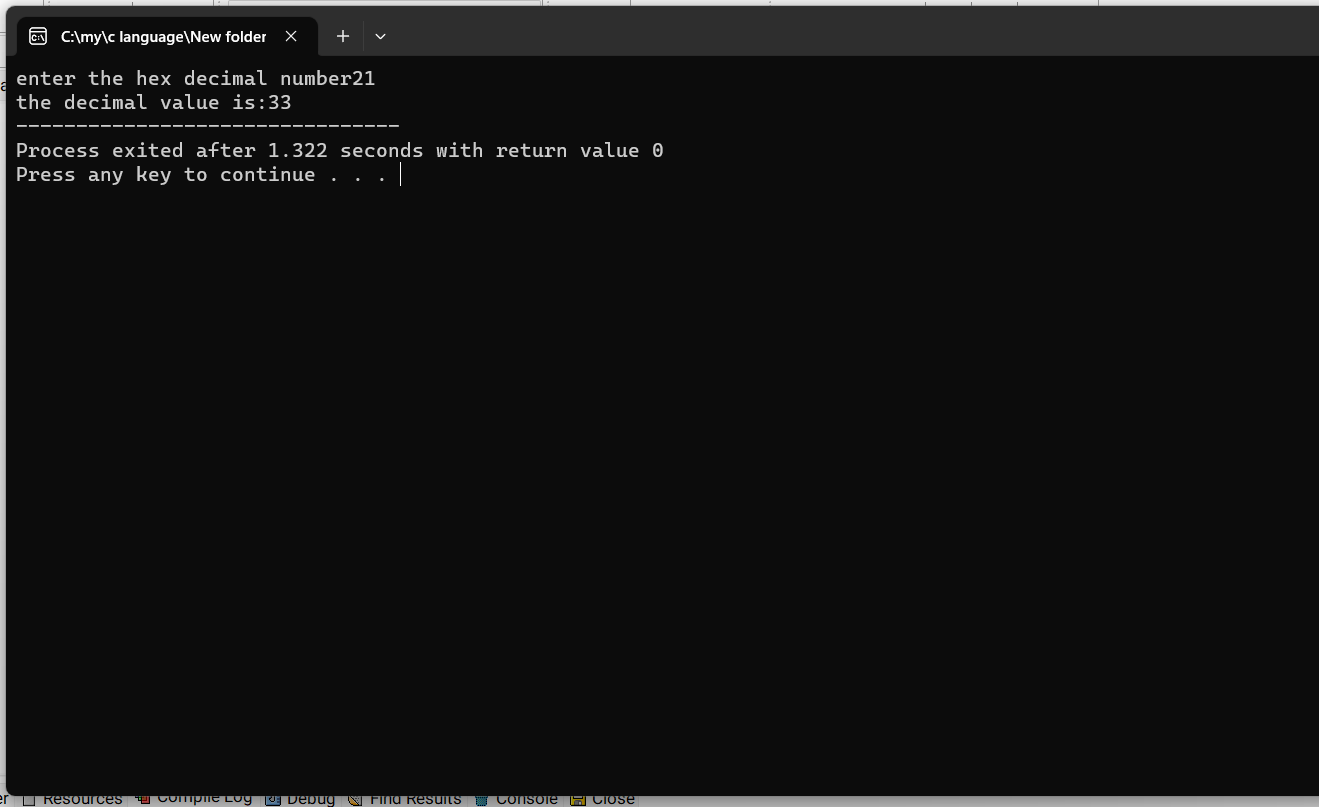 C:\my\c language\New folder
enter the hex decimal number21
the decimal value is:33
--------------------------------
Process exited after 1.322 seconds with return value 0
Press any key to continue . . .
Resources Compile Log Debug Find Results Console Close